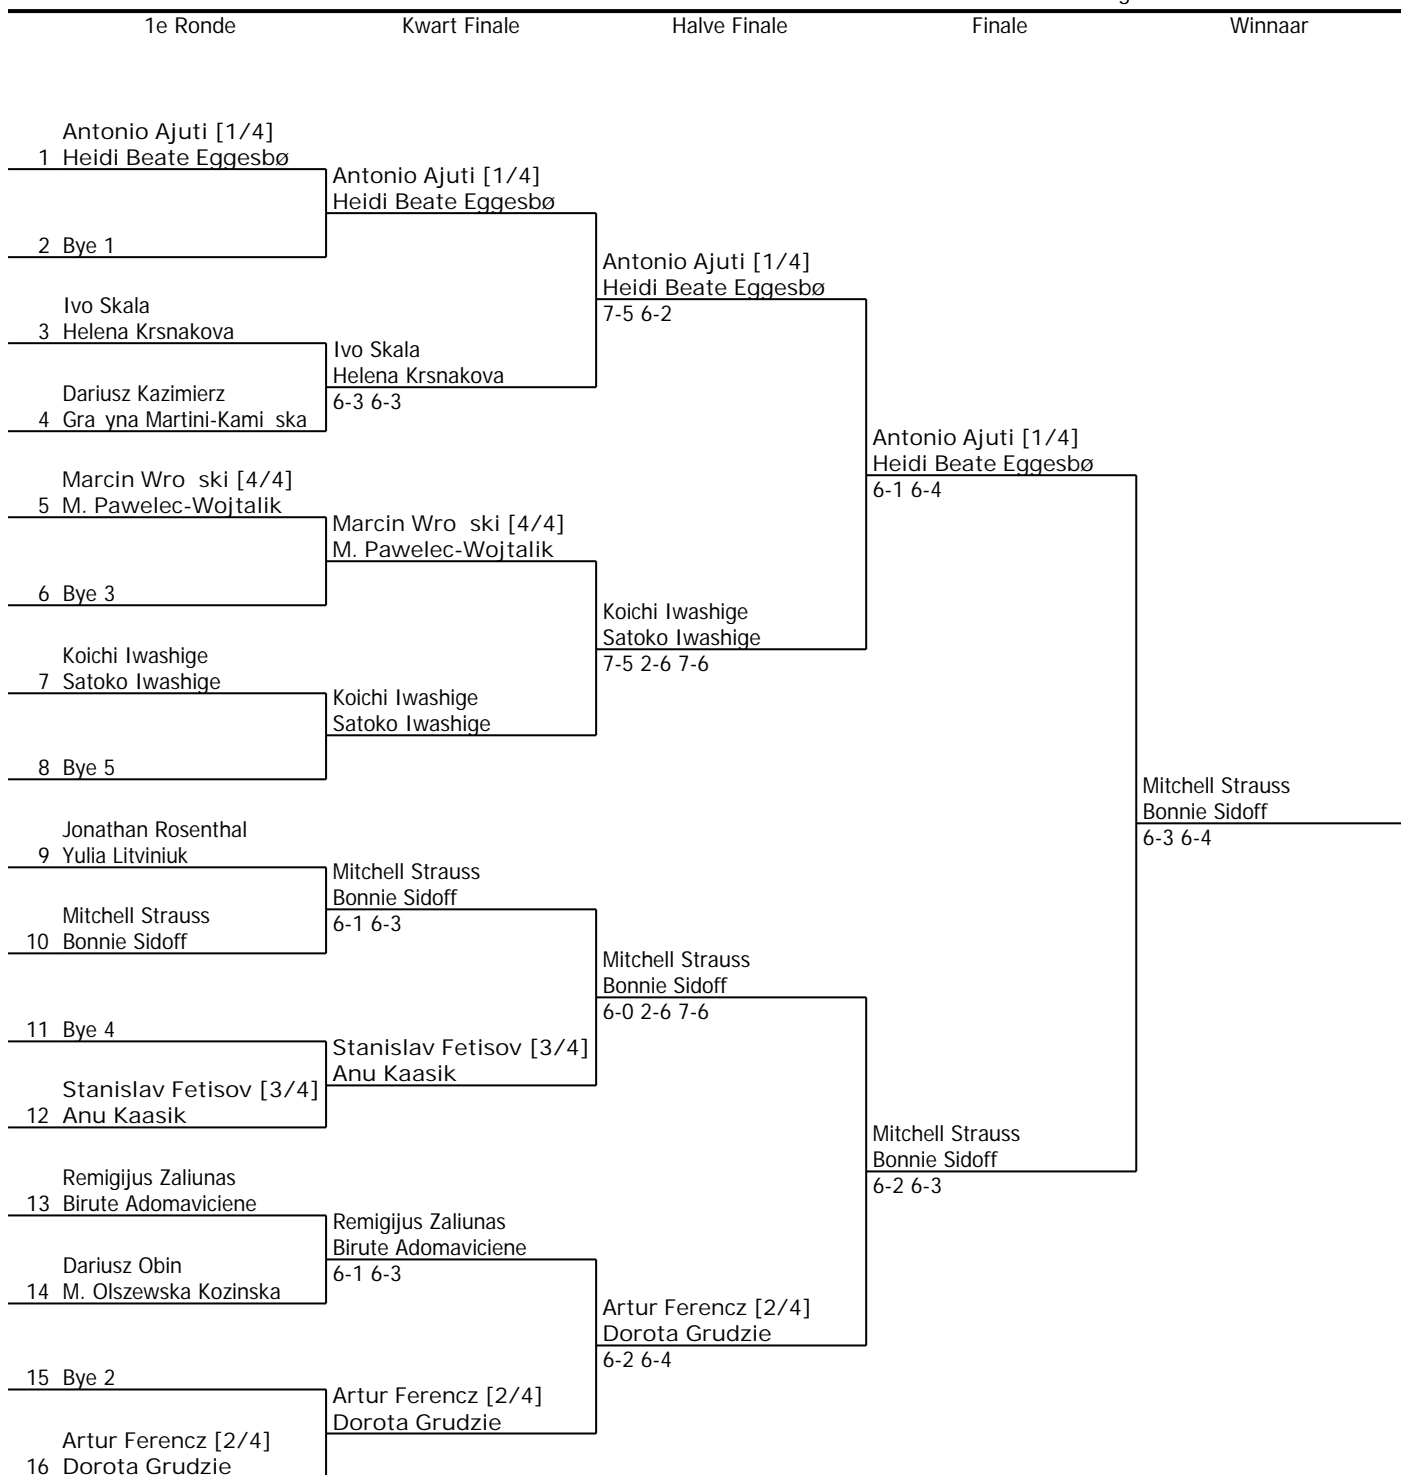 1e Ronde Kwart Finale Halve Finale Finale Winnaar
Antonio Ajuti [1/4]
1 Heidi Beate Eggesbø
2 Bye 1
Ivo Skala
3 Helena Krsnakova
Dariusz Kazimierz
4 Gra yna Martini-Kami ska
Marcin Wro ski [4/4]
5 M. Pawelec-Wojtalik
6 Bye 3
Koichi Iwashige
7 Satoko Iwashige
8 Bye 5
Jonathan Rosenthal
9 Yulia Litviniuk
Mitchell Strauss
10 Bonnie Sidoff
11 Bye 4
Stanislav Fetisov [3/4]
12 Anu Kaasik
Remigijus Zaliunas
13 Birute Adomaviciene
Dariusz Obin
14 M. Olszewska Kozinska
15 Bye 2
Artur Ferencz [2/4]
16 Dorota Grudzie
Antonio Ajuti [1/4]
Heidi Beate Eggesbø
Ivo Skala
Helena Krsnakova
6-3 6-3
Marcin Wro ski [4/4]
M. Pawelec-Wojtalik
Koichi Iwashige
Satoko Iwashige
Mitchell Strauss
Bonnie Sidoff
6-1 6-3
Stanislav Fetisov [3/4]
Anu Kaasik
Remigijus Zaliunas
Birute Adomaviciene
6-1 6-3
Artur Ferencz [2/4]
Dorota Grudzie
Antonio Ajuti [1/4]
Heidi Beate Eggesbø
7-5 6-2
Koichi Iwashige
Satoko Iwashige
7-5 2-6 7-6
Mitchell Strauss
Bonnie Sidoff
6-0 2-6 7-6
Artur Ferencz [2/4]
Dorota Grudzie
6-2 6-4
Antonio Ajuti [1/4]
Heidi Beate Eggesbø
6-1 6-4
Mitchell Strauss
Bonnie Sidoff
6-2 6-3
Mitchell Strauss
Bonnie Sidoff
6-3 6-4